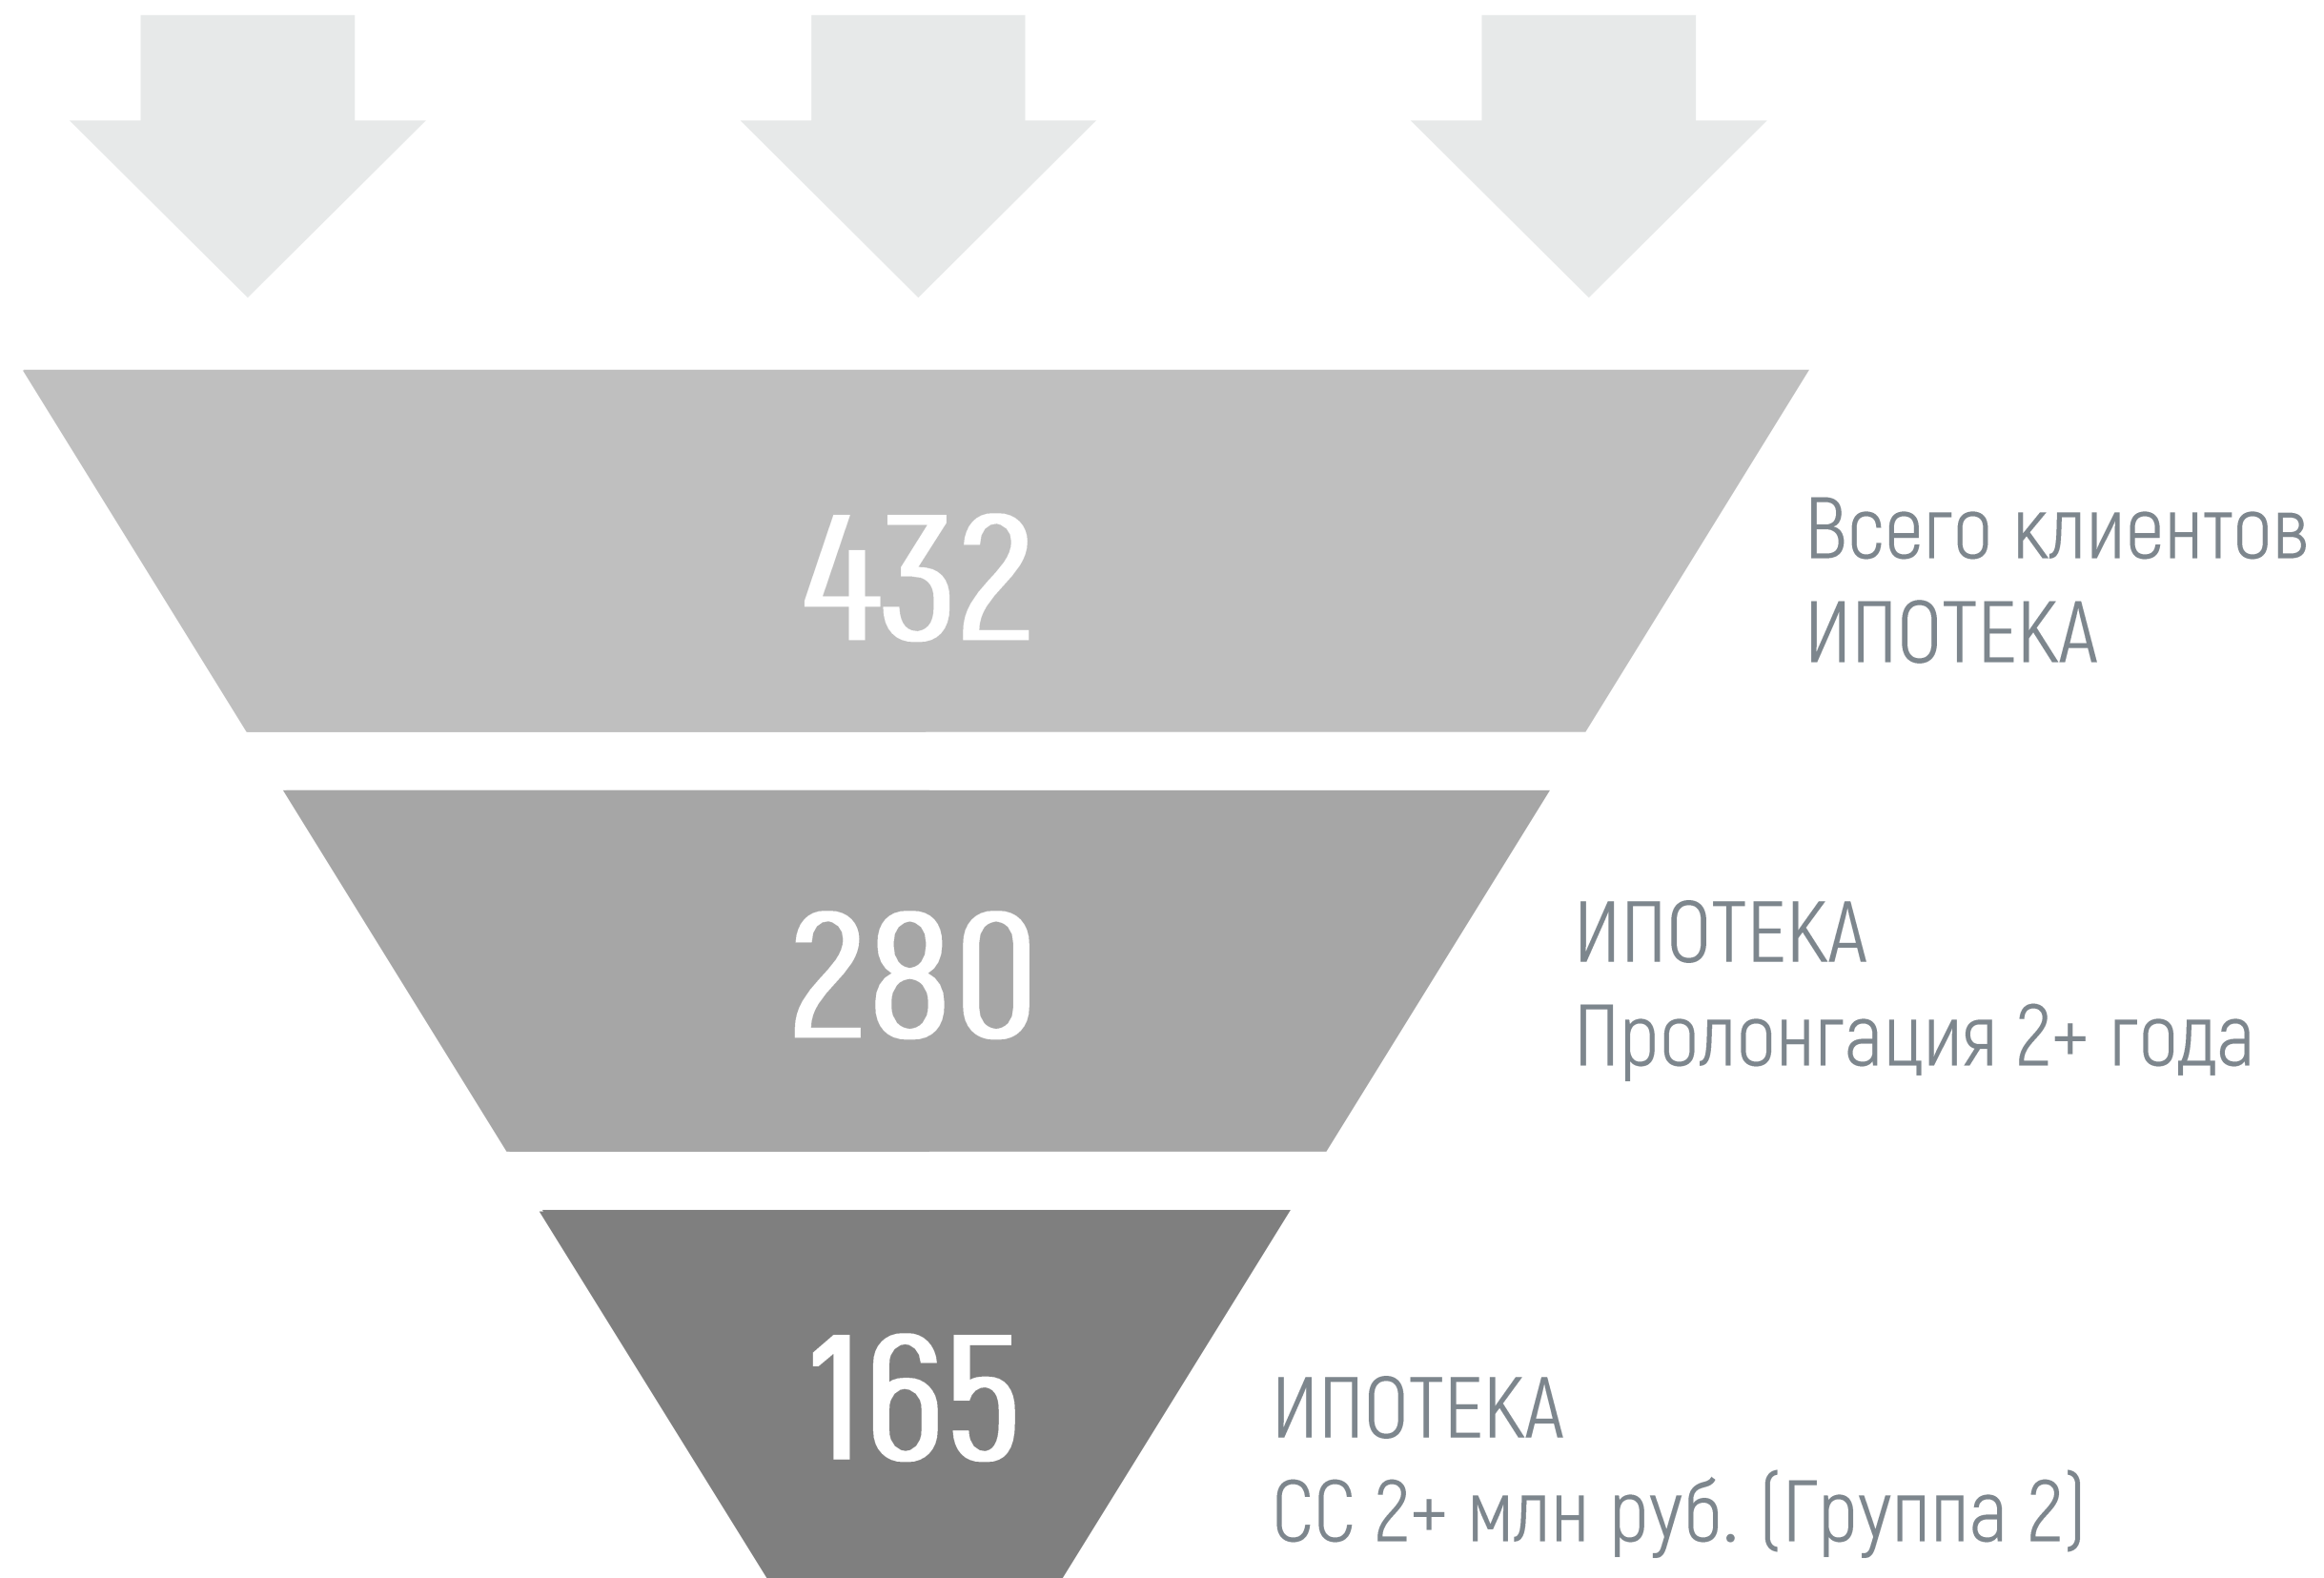 432
Всего клиентов
ИПОТЕКА
280
ИПОТЕКА
Пролонгация 2+ года
165
ИПОТЕКА
СС 2+ млн руб. (Группа 2)